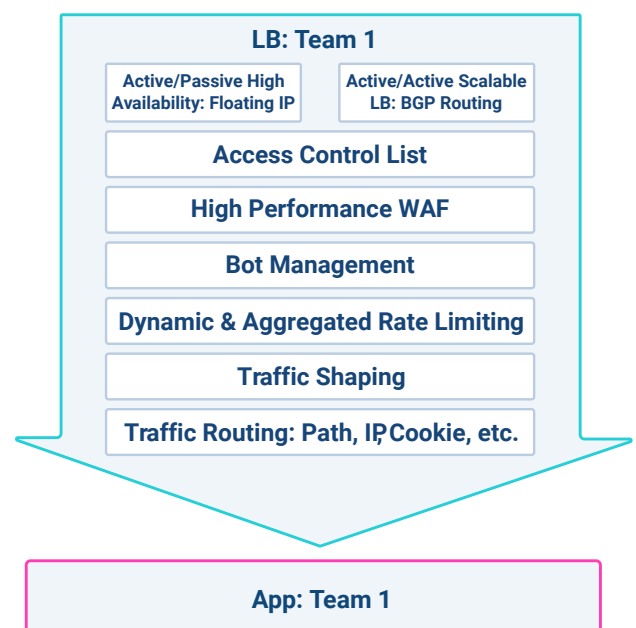 LB: Team 1
Active/Passive High
Availability: Floating IP
Active/Active Scalable
LB: BGP Routing
Access Control List
High Performance WAF
Bot Management
Dynamic & Aggregated Rate Limiting
Traffic Shaping
Traffic Routing: Path, IP, Cookie, etc.
App: Team 1